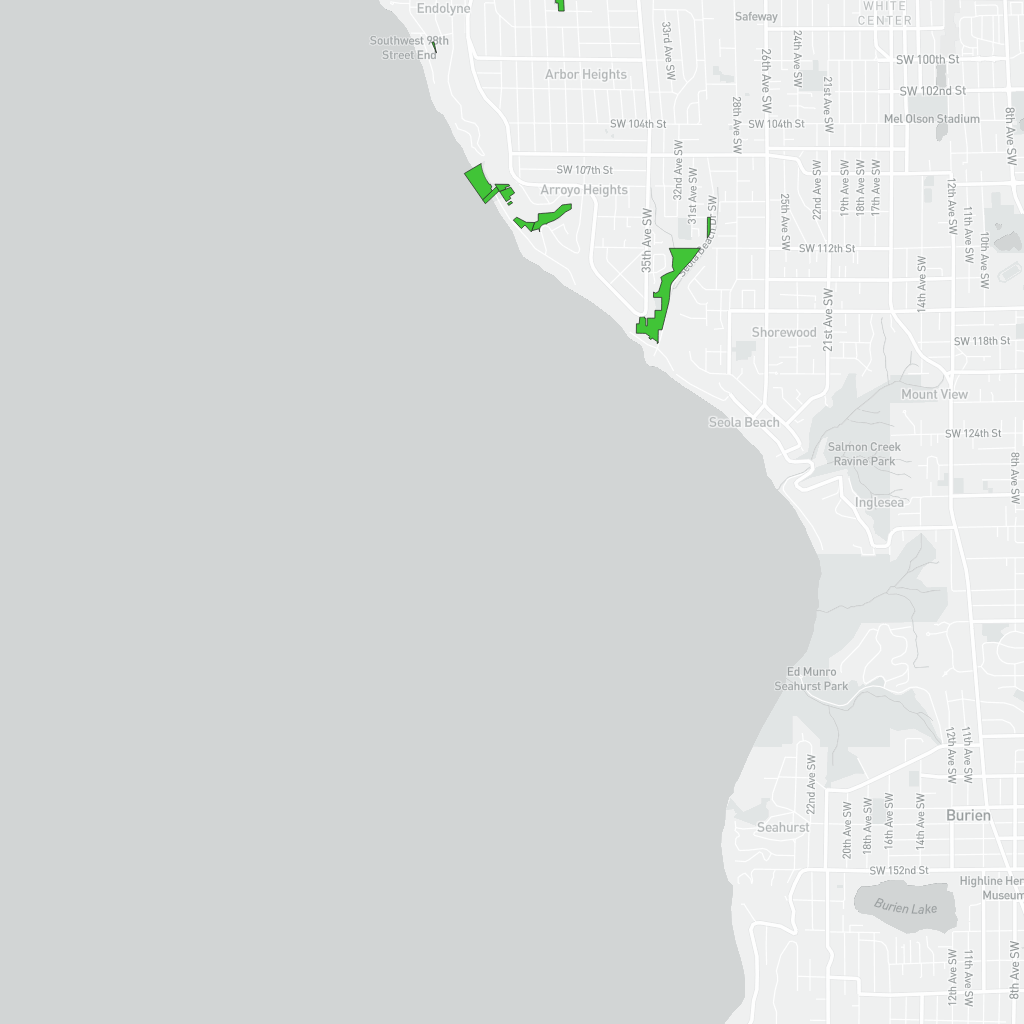 Endolyne
WHITE
CENTER
Safeway
Southwest 98th
Street End
33rd Ave SW
26th Ave SW
24th Ave SW
SW 100th St
Arbor Heights
21st Ave SW
SW 102nd St
28th Ave SW
8th Ave SW
SW 104th St
SW 104th St
Mel Olson Stadium
SW 107th St
32nd Ave SW
31st Ave SW
22nd Ave SW
19th Ave SW
18th Ave SW
17th Ave SW
Arroyo Heights
12th Ave SW
11th Ave SW
10th Ave SW
25th Ave SW
35th Ave SW
Seola Beach Dr SW
SW 112th St
14th Ave SW
21st Ave SW
Shorewood
SW 118th St
Mount View
Seola Beach
SW 124th St
Salmon Creek
Ravine Park
8th Ave SW
Inglesea
Ed Munro
Seahurst Park
12th Ave SW
11th Ave SW
22nd Ave SW
20th Ave SW
18th Ave SW
16th Ave SW
14th Ave SW
Burien
Seahurst
SW 152nd St
Highline Her
Museum
Burien Lake
12th Ave SW
11th Ave SW
8th Ave SW